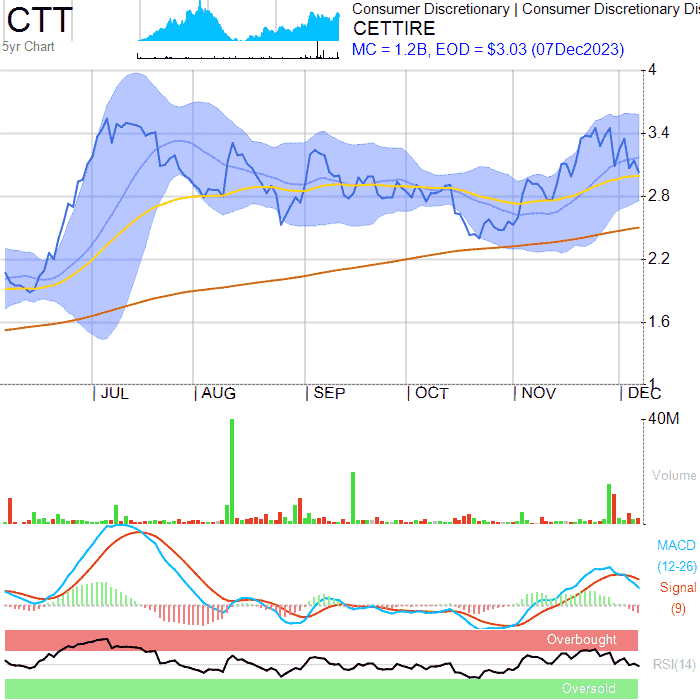 CTT
5yr Chart
Consumer Discretionary | Consumer Discretionary Dis
CETTIRE
MC = 1.2B, EOD = $3.03 (07Dec2023)
4
3.4
2.8
2.2
1.6
1
JUL AUG SEP OCT NOV DEC
40M
Volume
MACD
(12-26)
Signal
(9)
Overbought
RSI(14)
Oversold